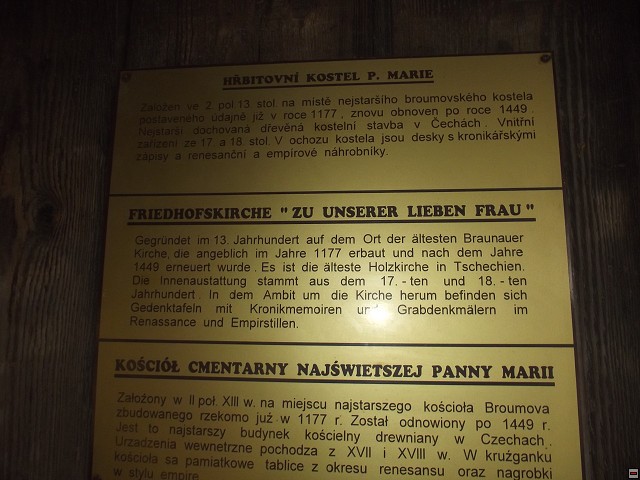 HŘBITOVNÍ KOSTEL P. MARIE
Založen ve 2. pol 13. stol. na místě nejstaršího broumovského kostela
postaveného údajně již v roce 1177, znovu obnoven po roce 1449.
Nejstarší dochovaná dřevěná kostelní stavba v Čechách. Vnitřní
zařízení ze 17. a 18. stol. V ochozu kostela jsou desky s kronikářskými
zápisy a renesanční a empírové náhrobníky.
FRIEDHOFSKIRCHE " ZU UNSERER LIEBEN FRAU "
Gegründet im 13. Jahrhundert auf dem Ort der ältesten Braunauer
Kirche, die angeblich im Jahre 1177 erbaut und nach dem Jahre
1449 erneuert wurde. Es ist die älteste Holzkirche in Tschechien.
Die Innenaustattung stammt aus dem 17. - ten und 18. - ten
Jahrhundert. In dem Ambit um die Kirche herum befinden sich
Gedenktafeln mit Kronikmemoiren und Grabdenkmälern im
Renassance und Empirstillen.
KOŚCIÓŁ CMENTARNY NAJŚWIETSZEJ PANNY MARII
Założony w II poł. XIII w. na miejscu najstarszego kościoła Broumova
zbudowanego rzekomo już w 1177 r. Został odnowiony po 1449 r.
Jest to najstarszy budynek kościelny drewniany w Czechach.
Urzadzenia wewnetrzne pochodza z XVII i XVIII w. W krużganku
kościoła sa pamiatkowe tablice z okresu renesansu oraz nagrobki
w stylu empire